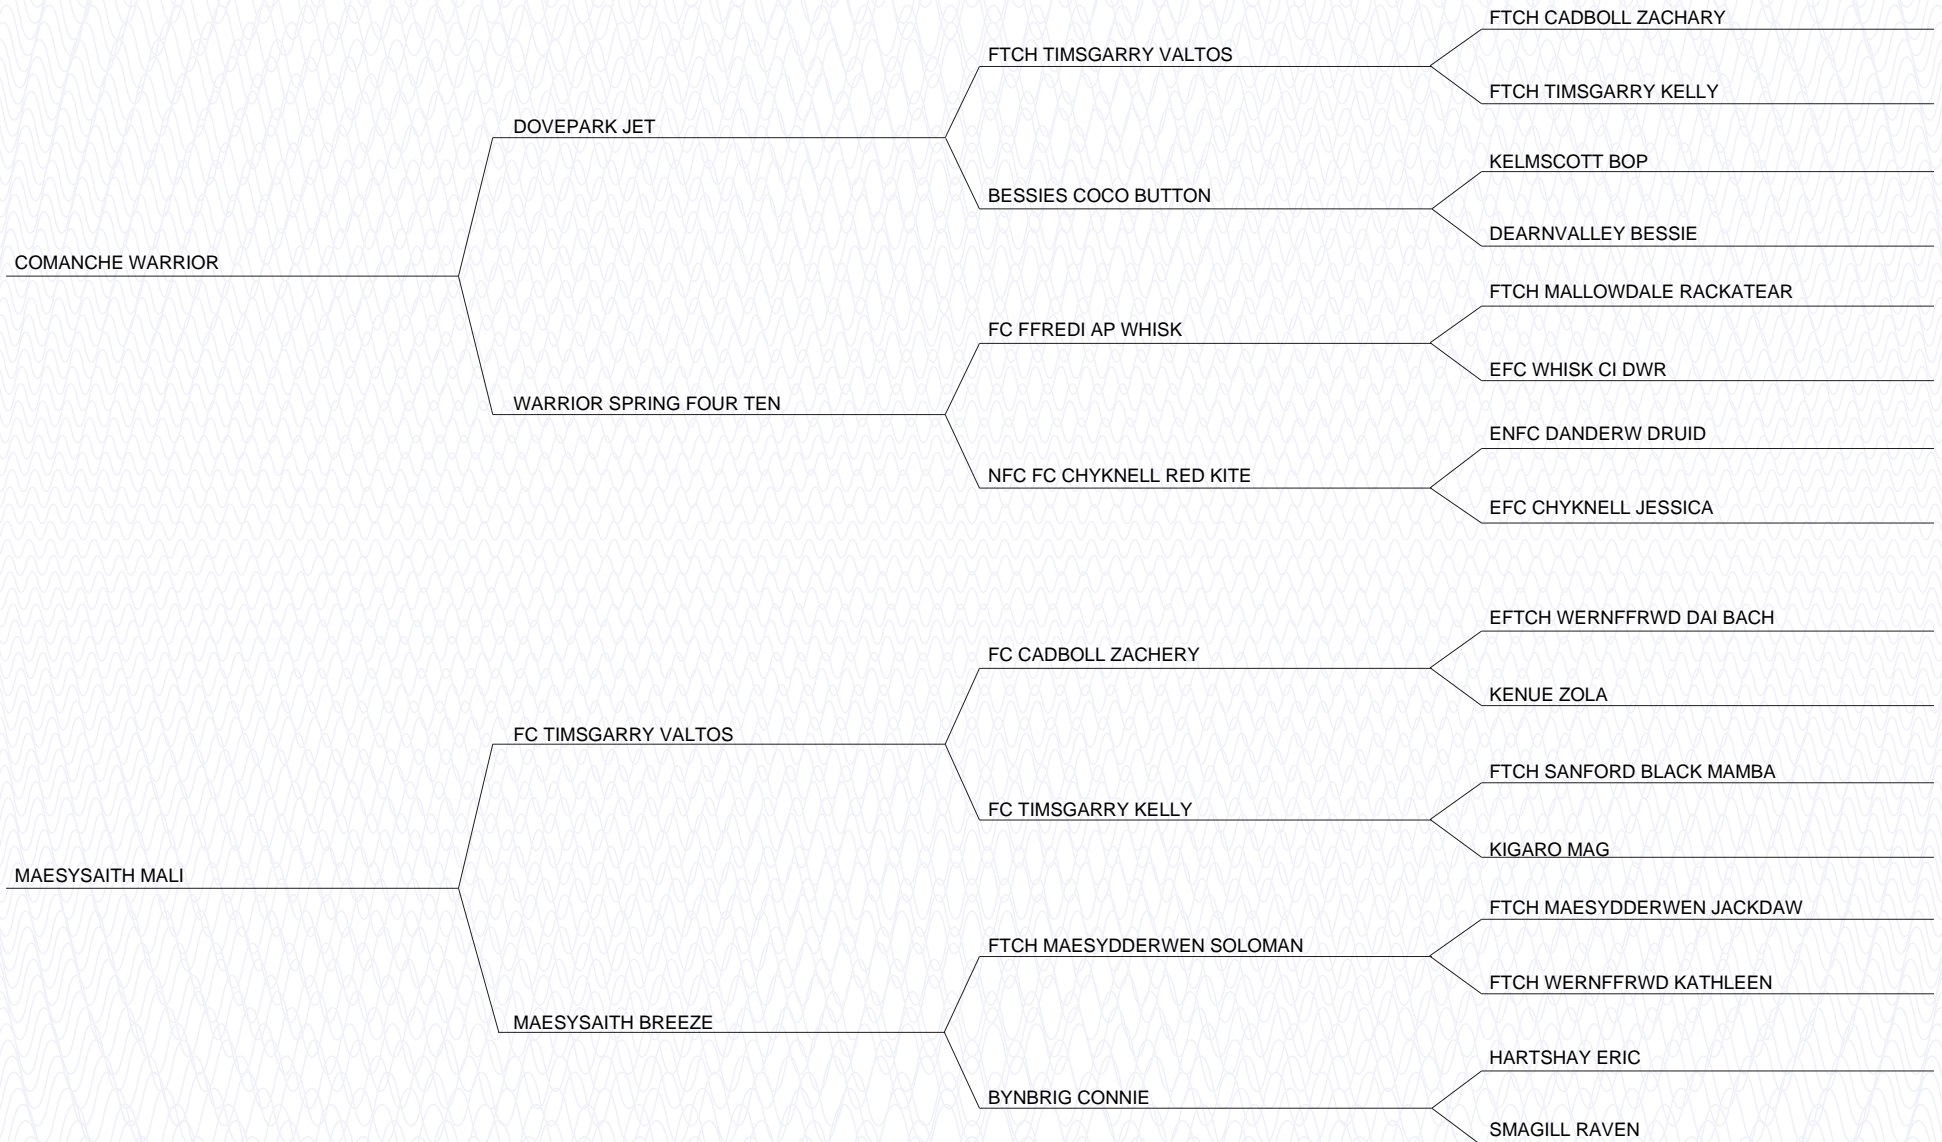 FTCH CADBOLL ZACHARY
FTCH TIMSGARRY VALTOS
FTCH TIMSGARRY KELLY
DOVEPARK JET
KELMSCOTT BOP
BESSIES COCO BUTTON
DEARNVALLEY BESSIE
COMANCHE WARRIOR
FTCH MALLOWDALE RACKATEAR
FC FFREDI AP WHISK
EFC WHISK CI DWR
WARRIOR SPRING FOUR TEN
ENFC DANDERW DRUID
NFC FC CHYKNELL RED KITE
EFC CHYKNELL JESSICA
EFTCH WERNFFRWD DAI BACH
FC CADBOLL ZACHERY
KENUE ZOLA
FC TIMSGARRY VALTOS
FTCH SANFORD BLACK MAMBA
FC TIMSGARRY KELLY
KIGARO MAG
MAESYSAITH MALI
FTCH MAESYDDERWEN JACKDAW
FTCH MAESYDDERWEN SOLOMAN
FTCH WERNFFRWD KATHLEEN
MAESYSAITH BREEZE
HARTSHAY ERIC
BYNBRIG CONNIE
SMAGILL RAVEN